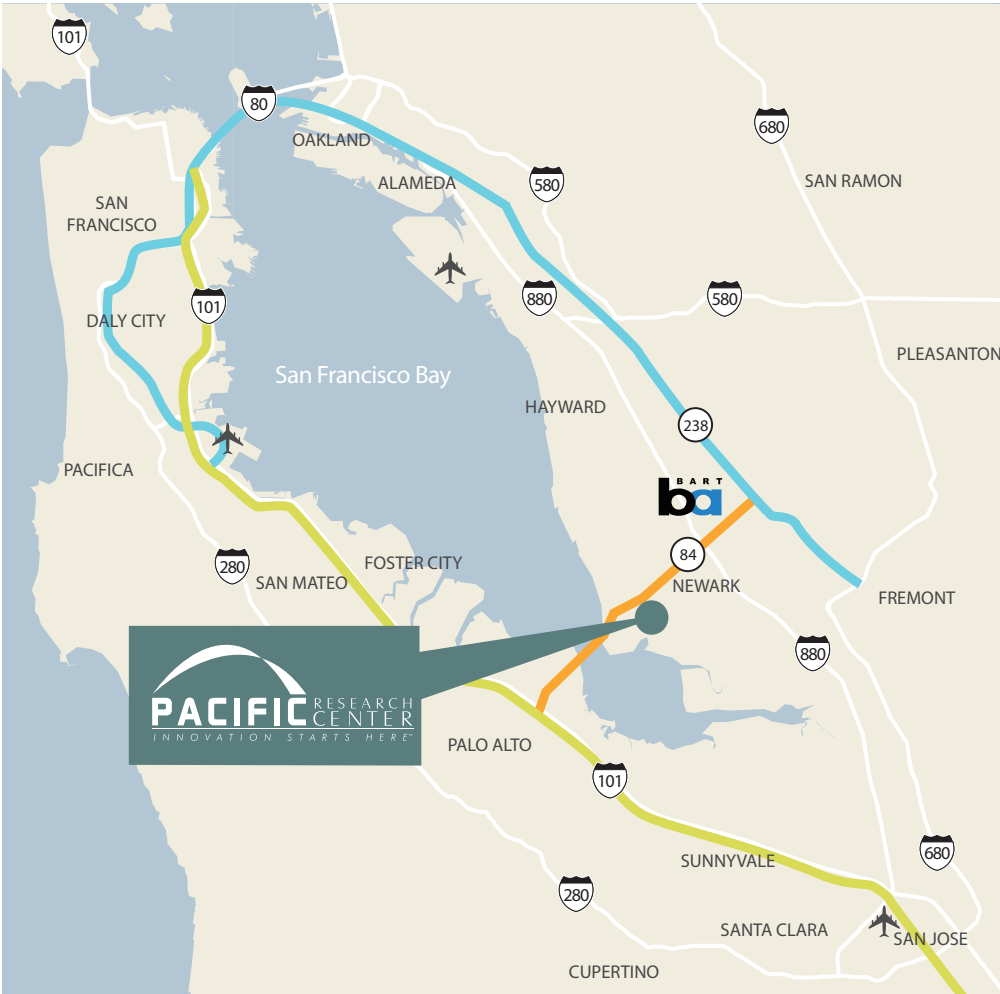 101
80
OAKLAND
680
ALAMEDA
580
SAN RAMON
SAN
FRANCISCO
880
580
101
DALY CITY
PLEASANTON
San Francisco Bay
HAYWARD
238
PACIFICA
BART
ba
84
280
FOSTER CITY
SAN MATEO
NEWARK
FREMONT
880
PACIFIC RESEARCH
CENTER
INNOVATION STARTS HERE™
PALO ALTO
101
SUNNYVALE
680
280
SANTA CLARA
SAN JOSE
CUPERTINO